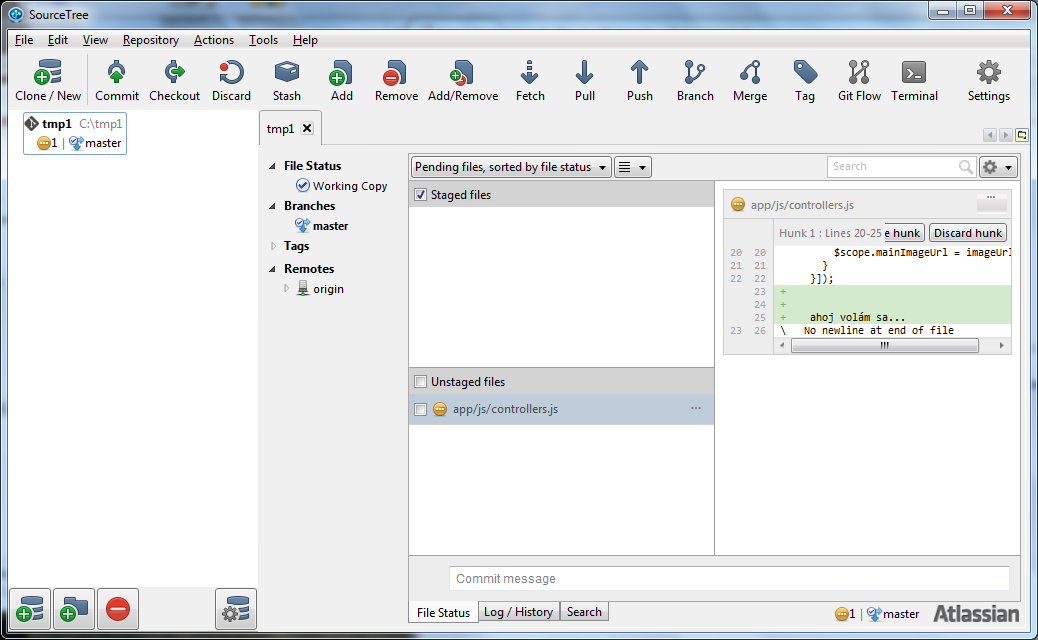 SourceTree
File Edit View Repository Actions Tools Help
Clone / New Commit Checkout Discard Stash Add Remove Add/Remove Fetch Pull Push Branch Merge Tag Git Flow Terminal Settings
tmp1 C:\tmp1
1 | master
tmp1
File Status
Working Copy
Branches
master
Tags
Remotes
origin
Pending files, sorted by file status
Search
Staged files
Unstaged files
app/js/controllers.js ...
app/js/controllers.js ...
Hunk 1 : Lines 20-25 e hunk Discard hunk
20 20 $scope.mainImageUrl = imageUrl
21 21 }
22 22 }]);
23 +
24 +
25 + ahoj volám sa...
23 26 \ No newline at end of file
Commit message
File Status Log / History Search
1 | master Atlassian